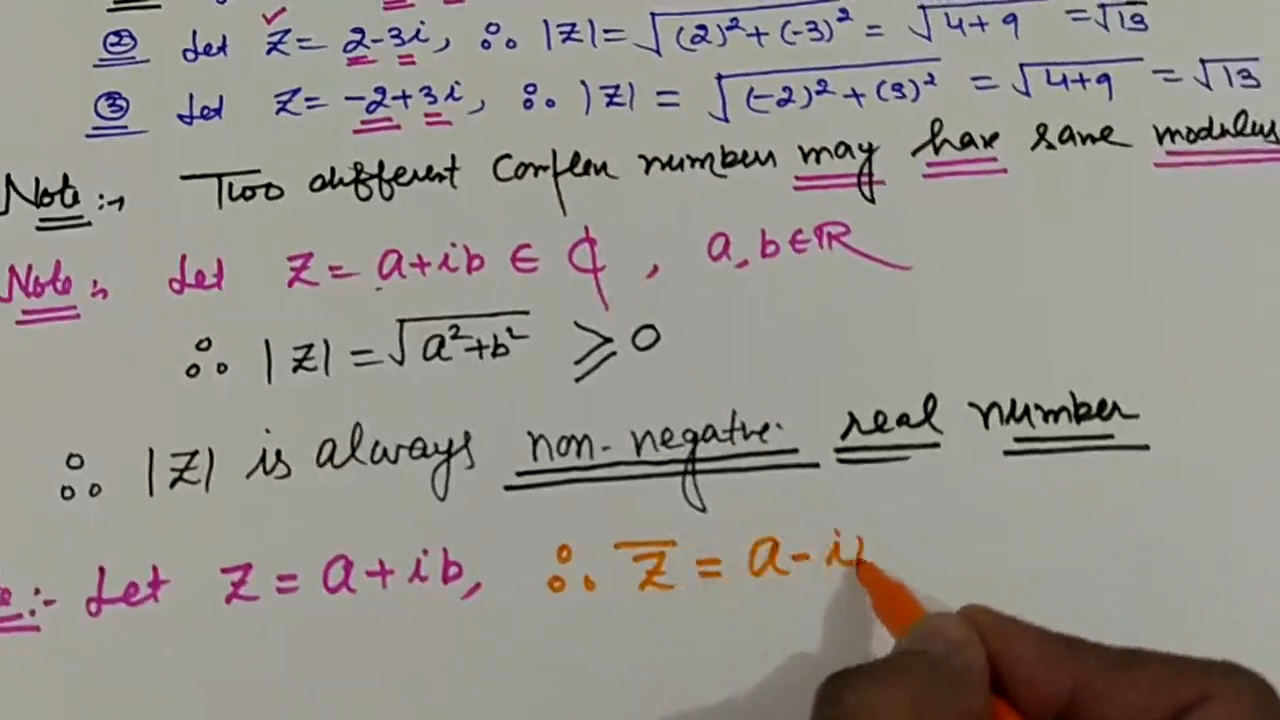 ② Let z = 2-3i, ∴ |z| = √(2)²+(-3)² = √4+9 = √13
③ Let z = -2+3i, ∴ |z| = √(-2)²+(3)² = √4+9 = √13
Note:→ Two different Complex numbers may have same modulus
Note:, Let z = a+ib ∈ ℂ, a,b∈ℝ
∴ |z| = √a²+b² ⩾ 0
∴ |z| is always non-negative real number
:- Let z = a+ib, ∴ z̅ = a-i